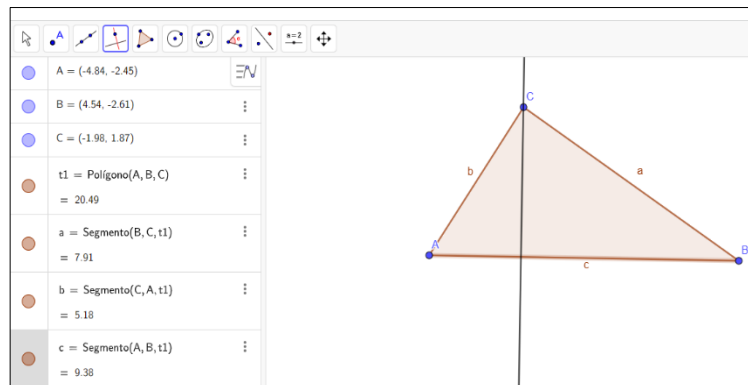 A
a=2
A = (-4.84, -2.45)
B = (4.54, -2.61)
C = (-1.98, 1.87)
t1 = Polígono(A, B, C)
= 20.49
a = Segmento(B, C, t1)
= 7.91
b = Segmento(C, A, t1)
= 5.18
c = Segmento(A, B, t1)
= 9.38
C
b
a
A
B
c